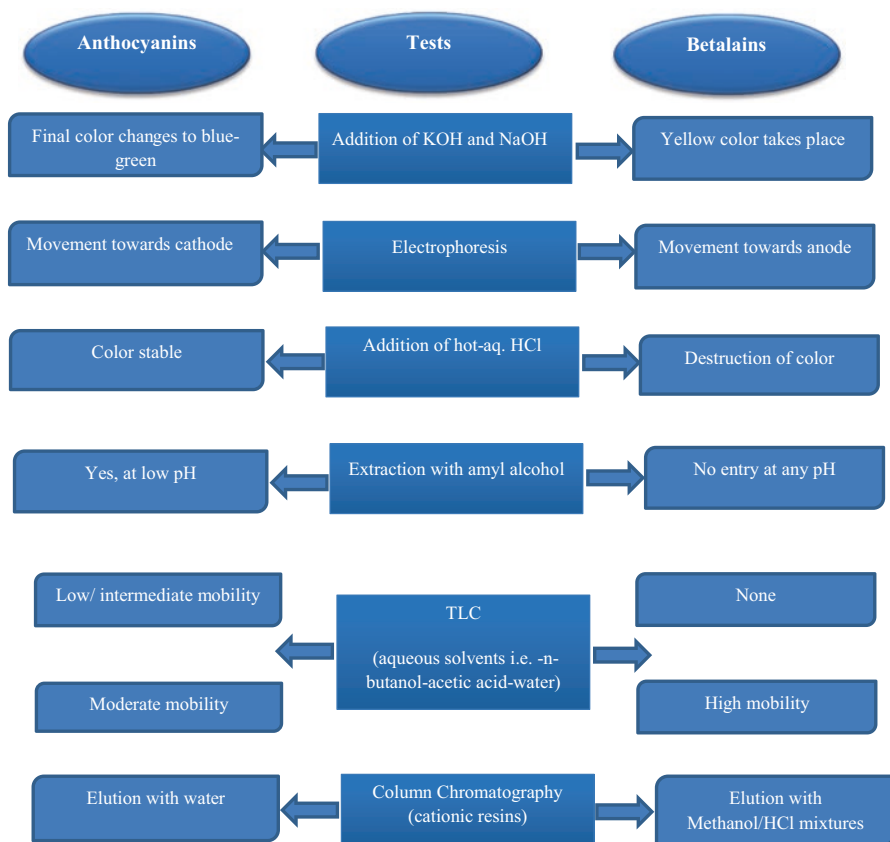 Anthocyanins
Tests
Betalains
Final color changes to blue-
green
Addition of KOH and NaOH
Yellow color takes place
Movement towards cathode
Electrophoresis
Movement towards anode
Color stable
Addition of hot-aq. HCl
Destruction of color
Yes, at low pH
Extraction with amyl alcohol
No entry at any pH
Low/ intermediate mobility
Moderate mobility
TLC
(aqueous solvents i.e. -n-
butanol-acetic acid-water)
None
High mobility
Elution with water
Column Chromatography
(cationic resins)
Elution with
Methanol/HCl mixtures